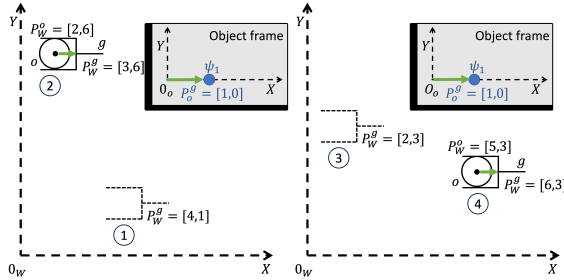 Y
P_W^o = [2,6]
g
o
P_W^g = [3,6]
2
Object frame
Y
ψ₁
0_o
P_o^g = [1,0]
X
P_W^g = [4,1]
1
0_W
X
Y
Object frame
Y
ψ₁
O_o
P_o^g = [1,0]
X
P_W^g = [2,3]
3
P_W^o = [5,3]
g
o
P_W^g = [6,3]
4
0_W
X